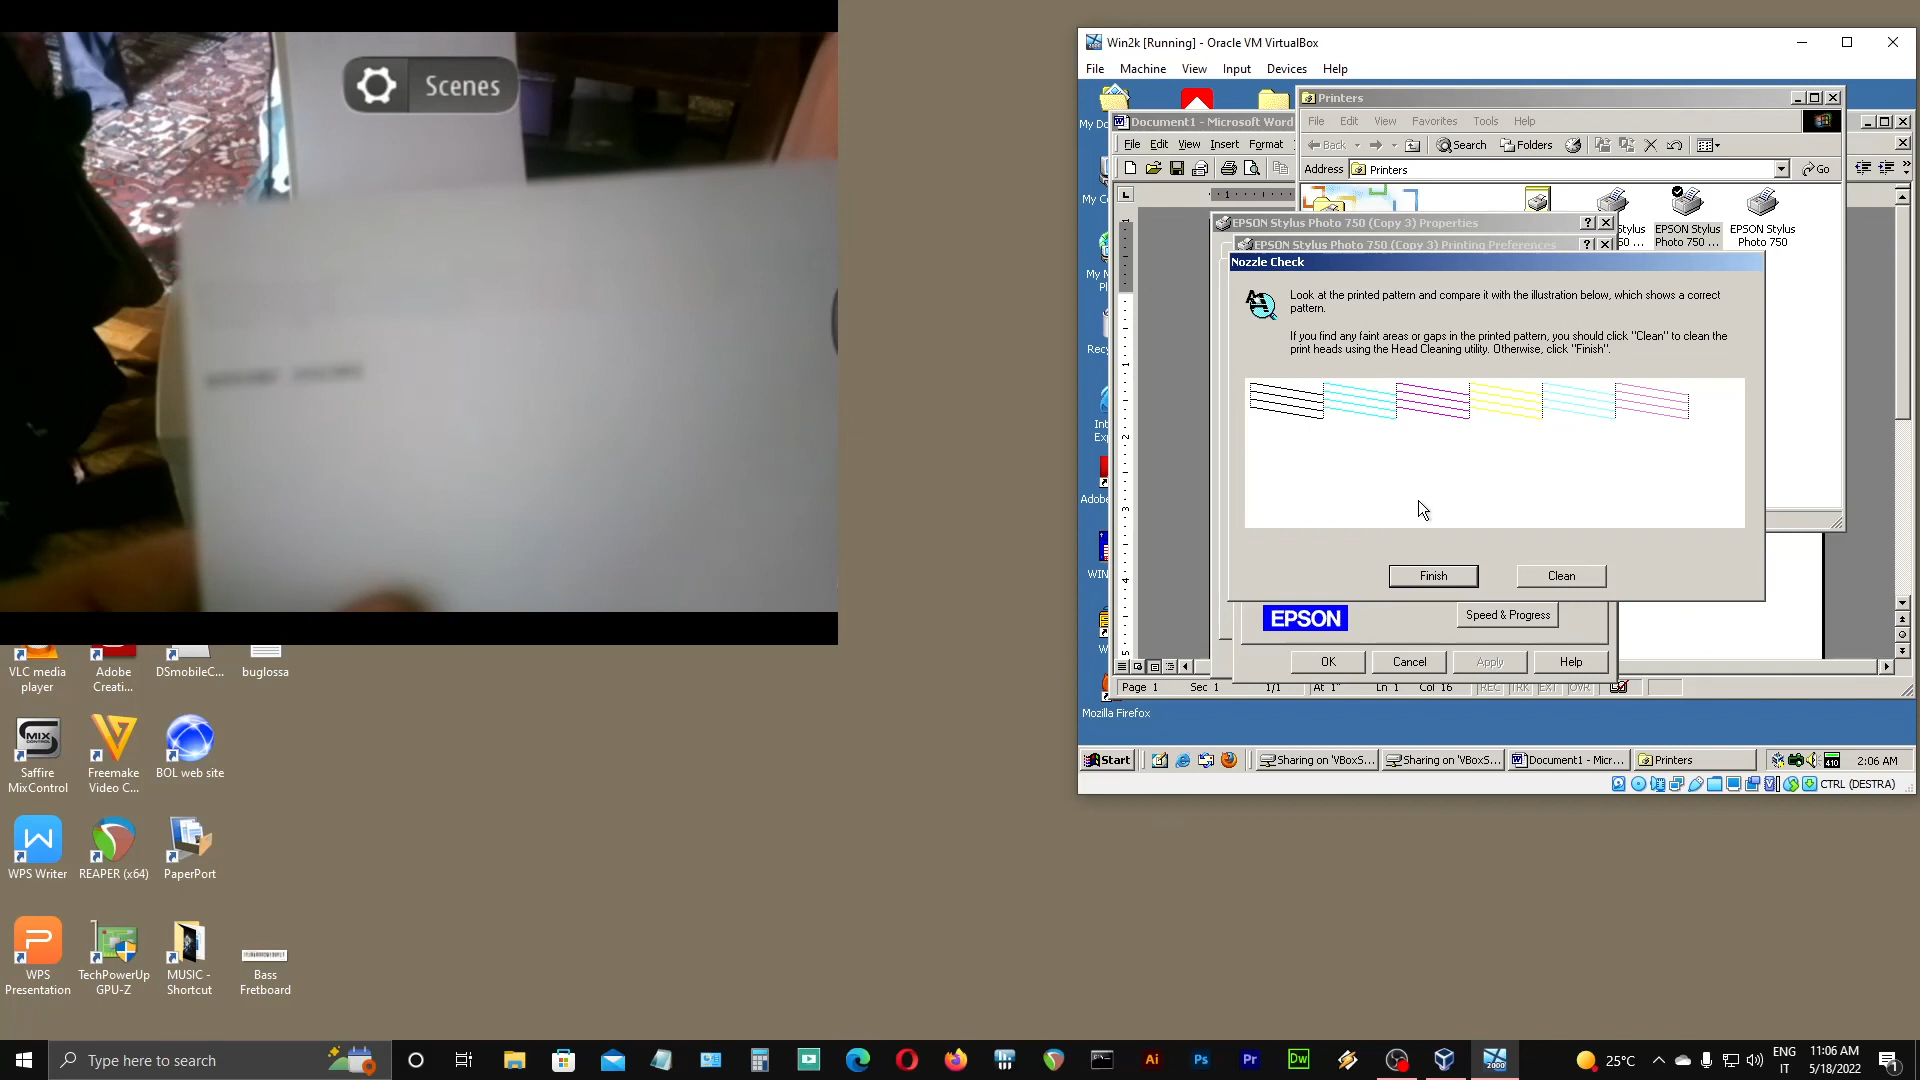 Scenes
Win2k [Running] - Oracle VM VirtualBox
File Machine View Input Devices Help
Printers
Document1 - Microsoft Word
File Edit View Favorites Tools Help
File Edit View Insert Format
Back Search Folders
Address Printers Go
EPSON Stylus Photo 750 ...
EPSON Stylus Photo 750
EPSON Stylus Photo 750 (Copy 3) Properties
EPSON Stylus Photo 750 (Copy 3) Printing Preferences
Nozzle Check
Look at the printed pattern and compare it with the illustration below, which shows a correct
pattern.
If you find any faint areas or gaps in the printed pattern, you should click "Clean" to clean the
print heads using the Head Cleaning utility. Otherwise, click "Finish".
Finish Clean
EPSON
Speed & Progress
OK Cancel Apply Help
Page 1 Sec 1 1/1 At 1" Ln 1 Col 16 REC TRK EXT OVR
Mozilla Firefox
Start Sharing on 'VBoxS... Sharing on 'VBoxS... Document1 - Micr... Printers 2:06 AM
CTRL (DESTRA)
VLC media
player
Adobe
Creati...
DSmobileC...
buglossa
Saffire
MixControl
Freemake
Video C...
BOL web site
WPS Writer
REAPER (x64)
PaperPort
WPS
Presentation
TechPowerUp
GPU-Z
MUSIC -
Shortcut
Bass
Fretboard
Type here to search
25°C
ENG
IT
11:06 AM
5/18/2022